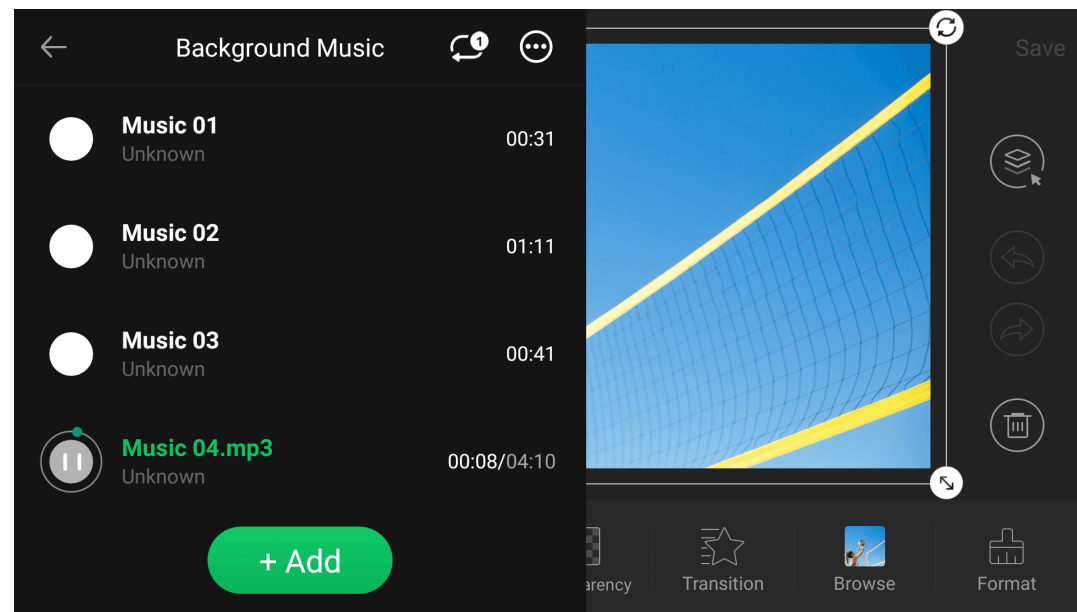 Background Music
1
Save
Music 01
Unknown
00:31
Music 02
Unknown
01:11
Music 03
Unknown
00:41
Music 04.mp3
Unknown
00:08/04:10
+ Add
arency
Transition
Browse
Format